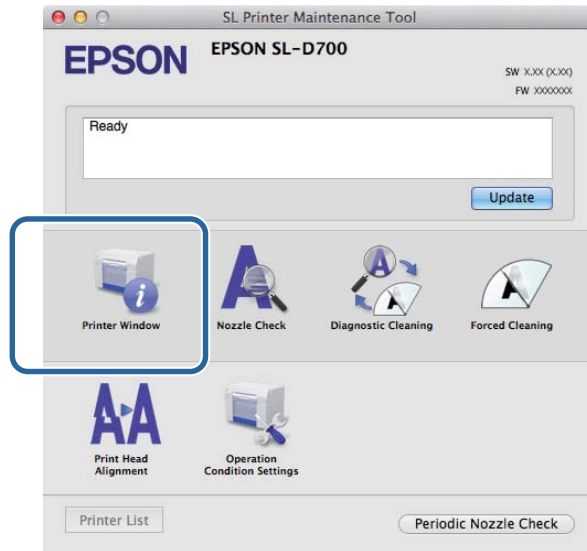 SL Printer Maintenance Tool
EPSON
EPSON SL-D700
SW X.XX (X.XX)
FW XXXXXXX
Ready
Update
Printer Window
Nozzle Check
Diagnostic Cleaning
Forced Cleaning
Print Head
Alignment
Operation
Condition Settings
Printer List
Periodic Nozzle Check